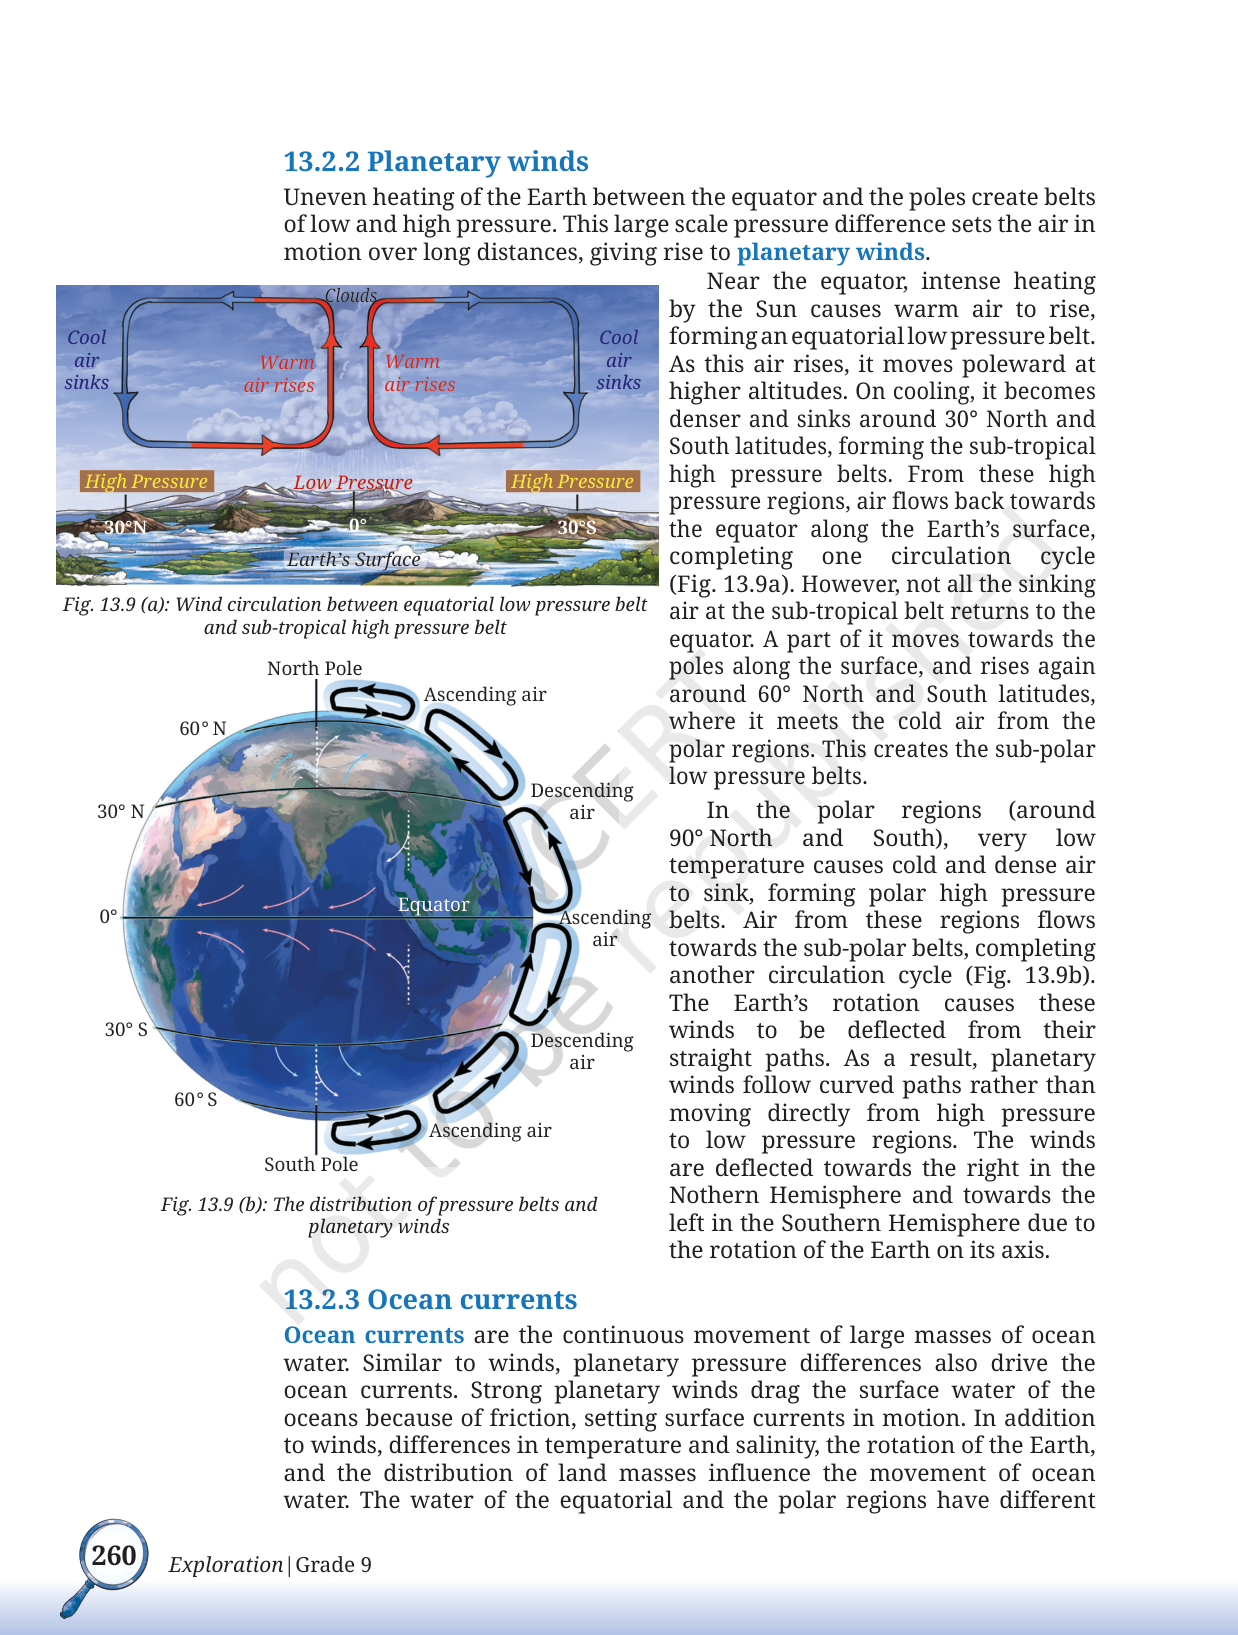 13.2.2 Planetary winds
Uneven heating of the Earth between the equator and the poles create belts
of low and high pressure. This large scale pressure difference sets the air in
motion over long distances, giving rise to planetary winds.
Clouds
Cool
air
sinks
Warm
air rises
Warm
air rises
Cool
air
sinks
High Pressure
Low Pressure
High Pressure
30°N
0°
30°S
Earth's Surface
Fig. 13.9 (a): Wind circulation between equatorial low pressure belt
and sub-tropical high pressure belt
North Pole
Ascending air
60° N
Descending
air
30° N
Equator
0°
Ascending
air
30° S
Descending
air
60° S
Ascending air
South Pole
Fig. 13.9 (b): The distribution of pressure belts and
planetary winds
Near the equator, intense heating
by the Sun causes warm air to rise,
forming an equatorial low pressure belt.
As this air rises, it moves poleward at
higher altitudes. On cooling, it becomes
denser and sinks around 30° North and
South latitudes, forming the sub-tropical
high pressure belts. From these high
pressure regions, air flows back towards
the equator along the Earth's surface,
completing one circulation cycle
(Fig. 13.9a). However, not all the sinking
air at the sub-tropical belt returns to the
equator. A part of it moves towards the
poles along the surface, and rises again
around 60° North and South latitudes,
where it meets the cold air from the
polar regions. This creates the sub-polar
low pressure belts.
In the polar regions (around
90° North and South), very low
temperature causes cold and dense air
to sink, forming polar high pressure
belts. Air from these regions flows
towards the sub-polar belts, completing
another circulation cycle (Fig. 13.9b).
The Earth's rotation causes these
winds to be deflected from their
straight paths. As a result, planetary
winds follow curved paths rather than
moving directly from high pressure
to low pressure regions. The winds
are deflected towards the right in the
Nothern Hemisphere and towards the
left in the Southern Hemisphere due to
the rotation of the Earth on its axis.
13.2.3 Ocean currents
Ocean currents are the continuous movement of large masses of ocean
water. Similar to winds, planetary pressure differences also drive the
ocean currents. Strong planetary winds drag the surface water of the
oceans because of friction, setting surface currents in motion. In addition
to winds, differences in temperature and salinity, the rotation of the Earth,
and the distribution of land masses influence the movement of ocean
water. The water of the equatorial and the polar regions have different
260
Exploration|Grade 9
NCERT
not to be republished